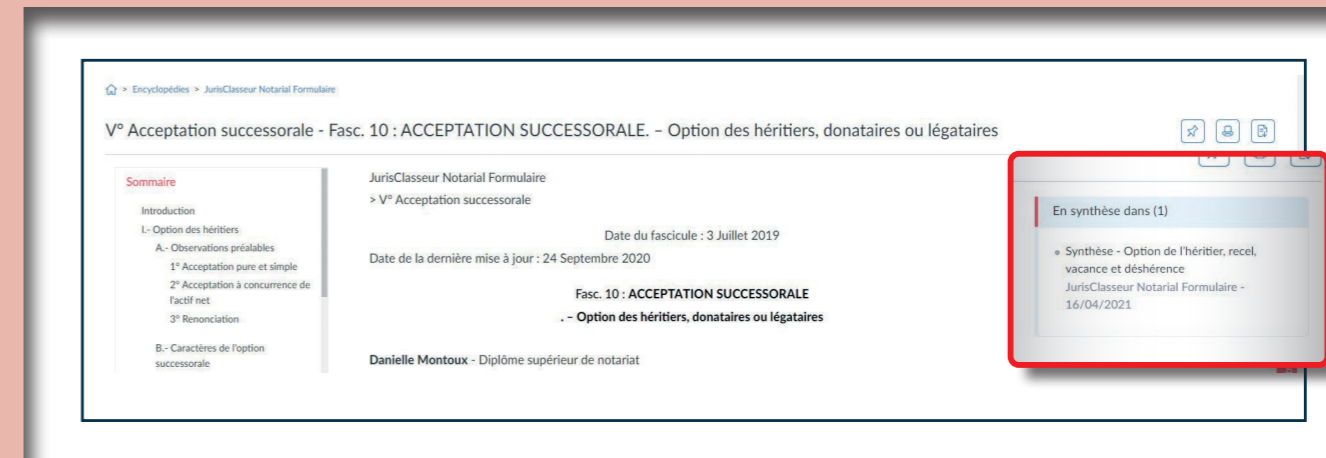 > Encyclopédies > JurisClasseur Notarial Formulaire
V° Acceptation successorale - Fasc. 10 : ACCEPTATION SUCCESSORALE. – Option des héritiers, donataires ou légataires
Sommaire
Introduction
I.- Option des héritiers
A.- Observations préalables
1° Acceptation pure et simple
2° Acceptation à concurrence de
l'actif net
3° Renonciation
B.- Caractères de l'option
successorale
JurisClasseur Notarial Formulaire
> V° Acceptation successorale
Date du fascicule : 3 Juillet 2019
Date de la dernière mise à jour : 24 Septembre 2020
Fasc. 10 : ACCEPTATION SUCCESSORALE
. – Option des héritiers, donataires ou légataires
Danielle Montoux - Diplôme supérieur de notariat
En synthèse dans (1)
• Synthèse - Option de l'héritier, recel,
vacance et déshérence
JurisClasseur Notarial Formulaire -
16/04/2021